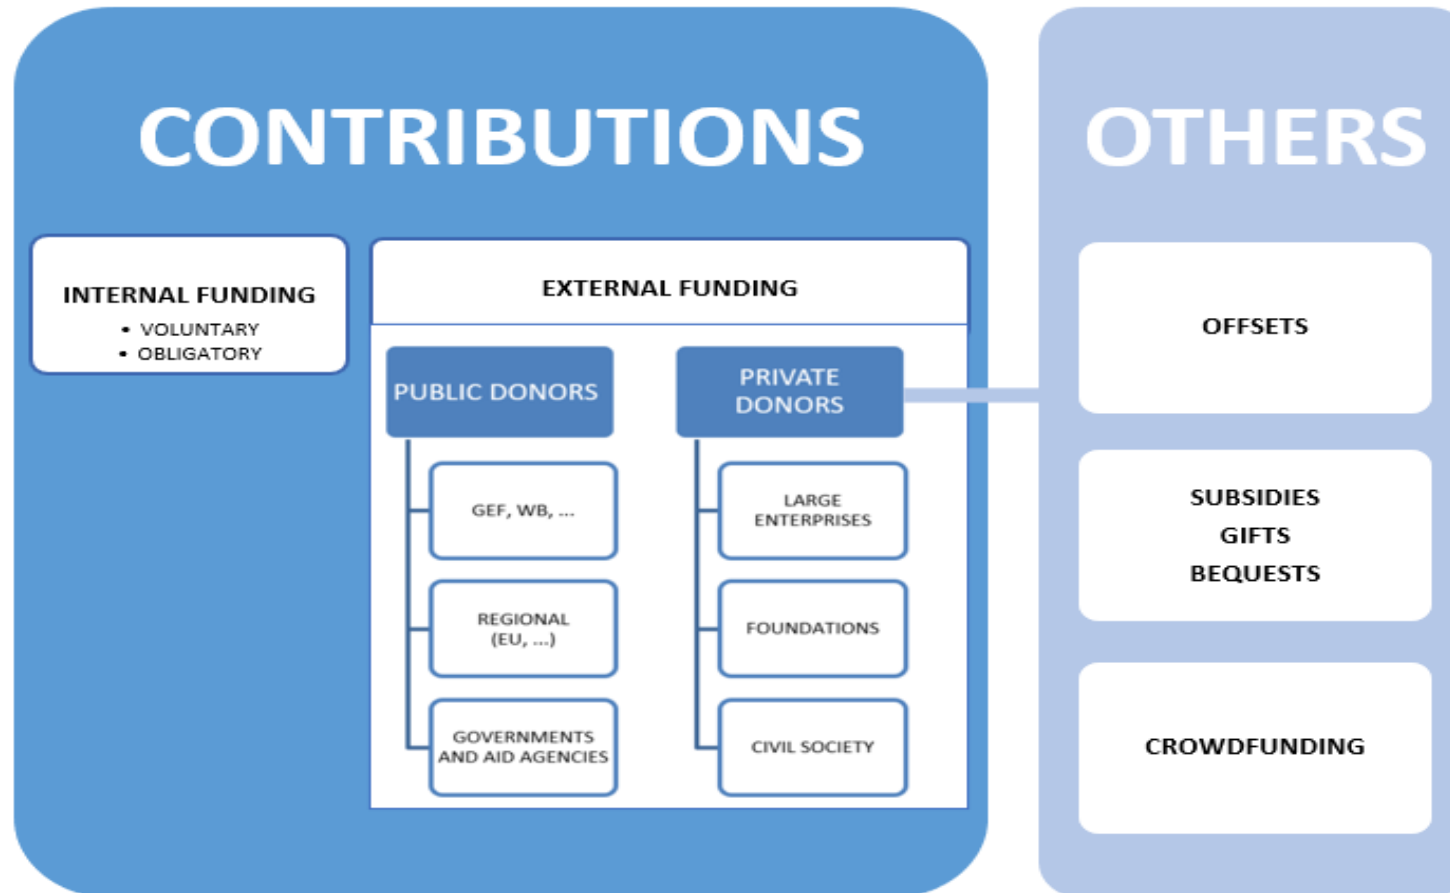 CONTRIBUTIONS
INTERNAL FUNDING
• VOLUNTARY
• OBLIGATORY
EXTERNAL FUNDING
PUBLIC DONORS
GEF, WB, ...
REGIONAL
(EU, ...)
GOVERNMENTS
AND AID AGENCIES
PRIVATE
DONORS
LARGE
ENTERPRISES
FOUNDATIONS
CIVIL SOCIETY
OTHERS
OFFSETS
SUBSIDIES
GIFTS
BEQUESTS
CROWDFUNDING